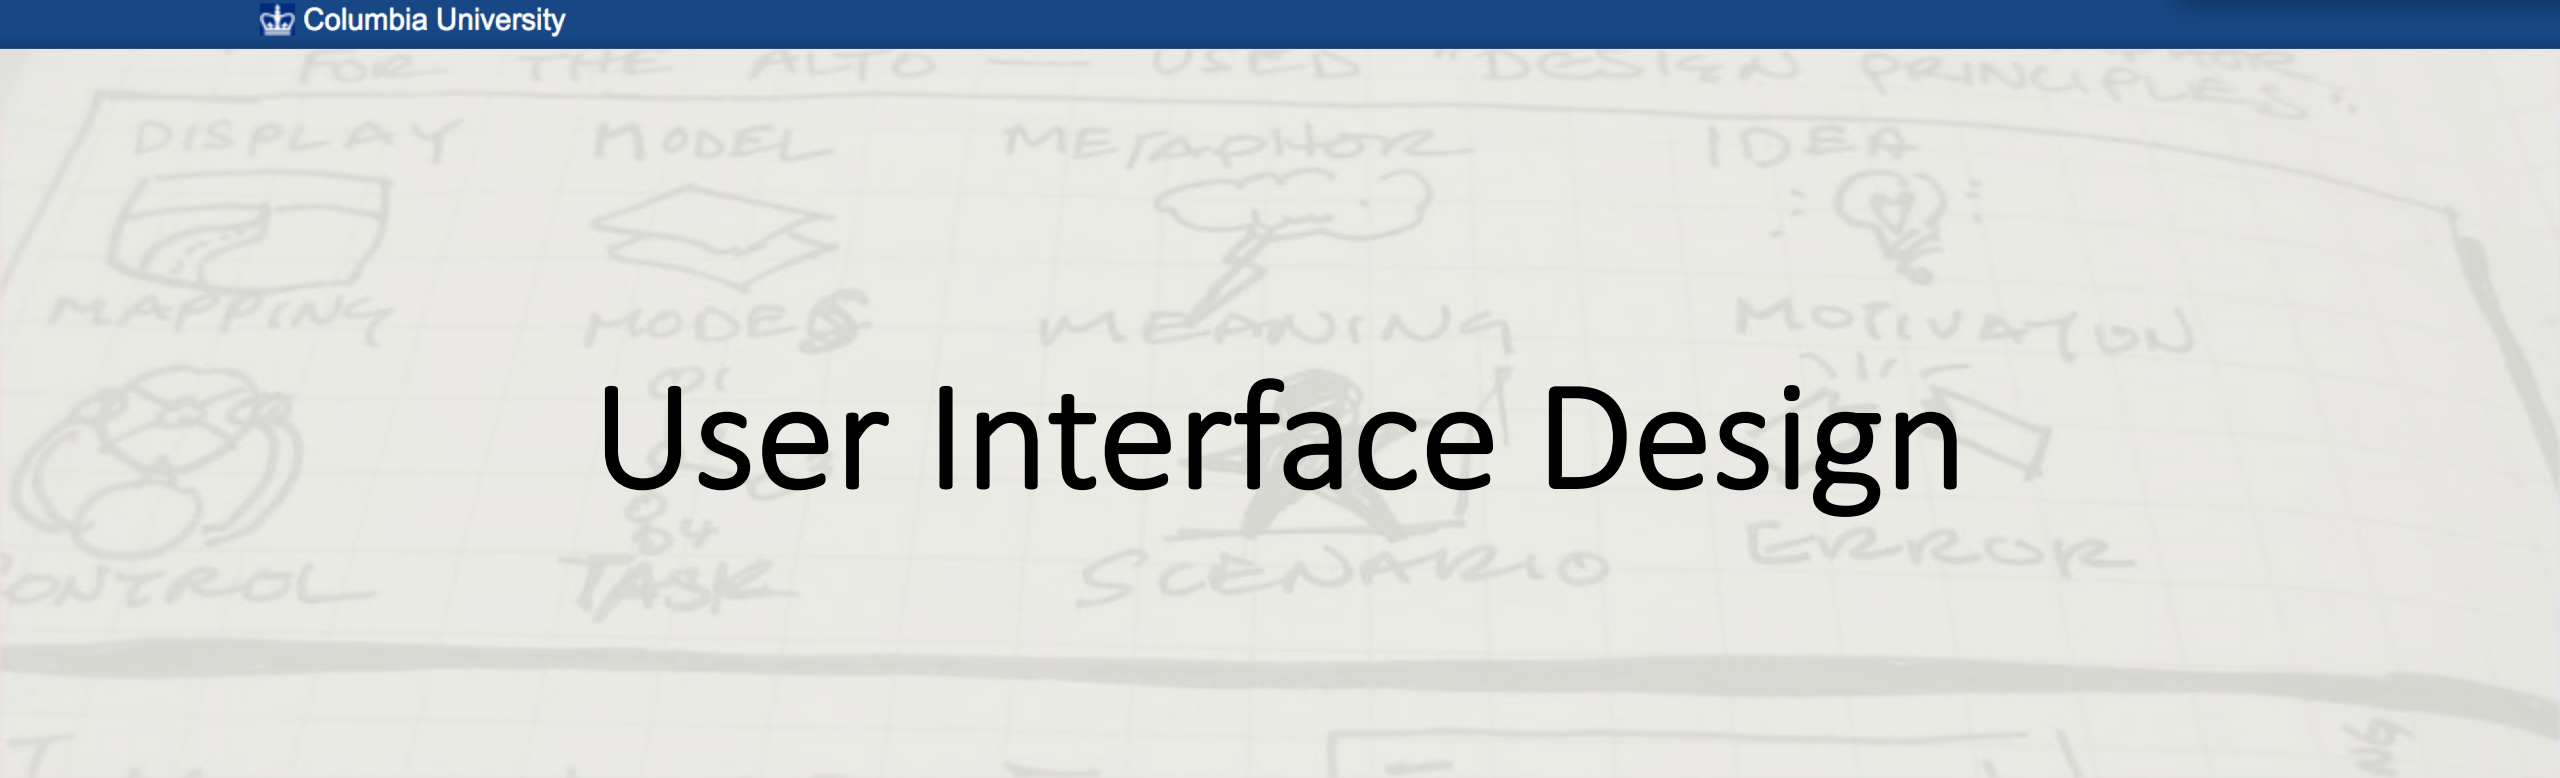 Columbia University
FOR THE ALTO — USED "DESIGN PRINCIPLES".
DISPLAY MODEL METAPHOR IDEA
MAPPING MODES MEANING MOTIVATION
User Interface Design
CONTROL TASK SCENARIO ERROR